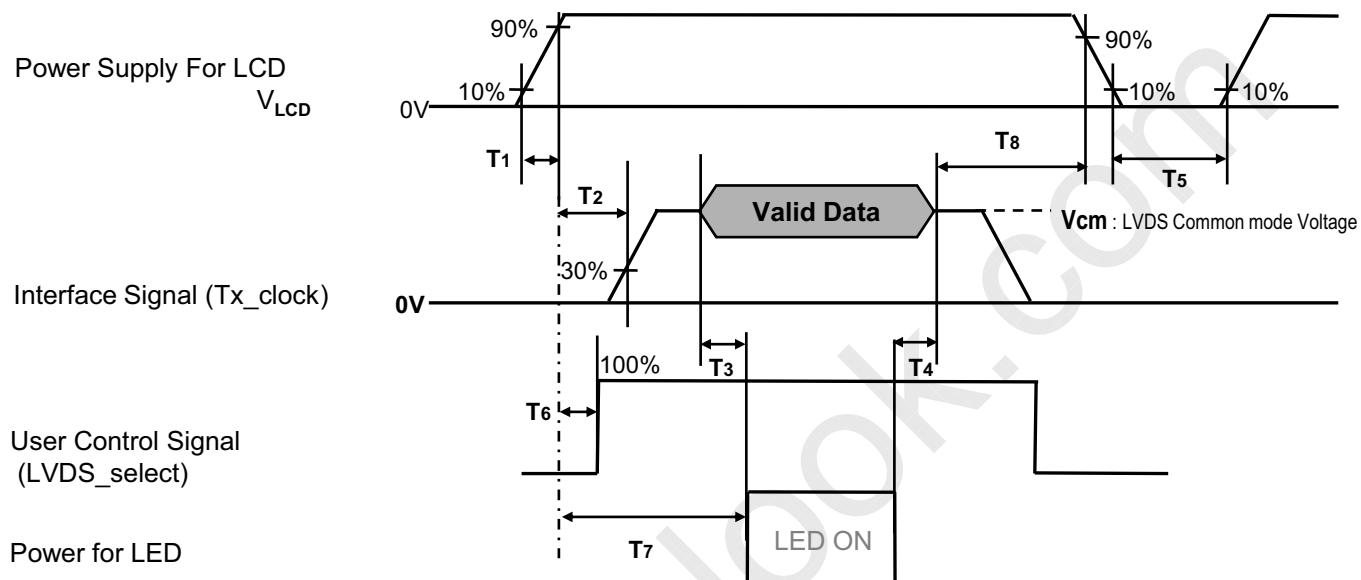 90%
90%
Power Supply For LCD
VLCD
10%
10%
10%
0V
T1
T8
T5
T2
Valid Data
Vcm : LVDS Common mode Voltage
30%
Interface Signal (Tx_clock)
0V
T3
T4
100%
T6
User Control Signal
(LVDS_select)
T7
LED ON
Power for LED
look.com